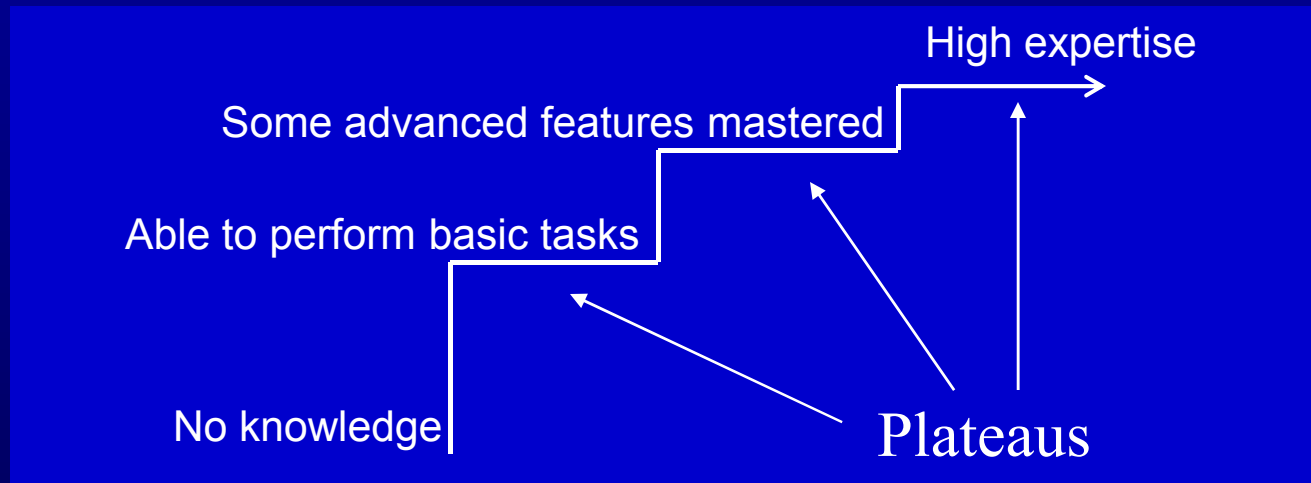 High expertise
Some advanced features mastered
Able to perform basic tasks
No knowledge
Plateaus